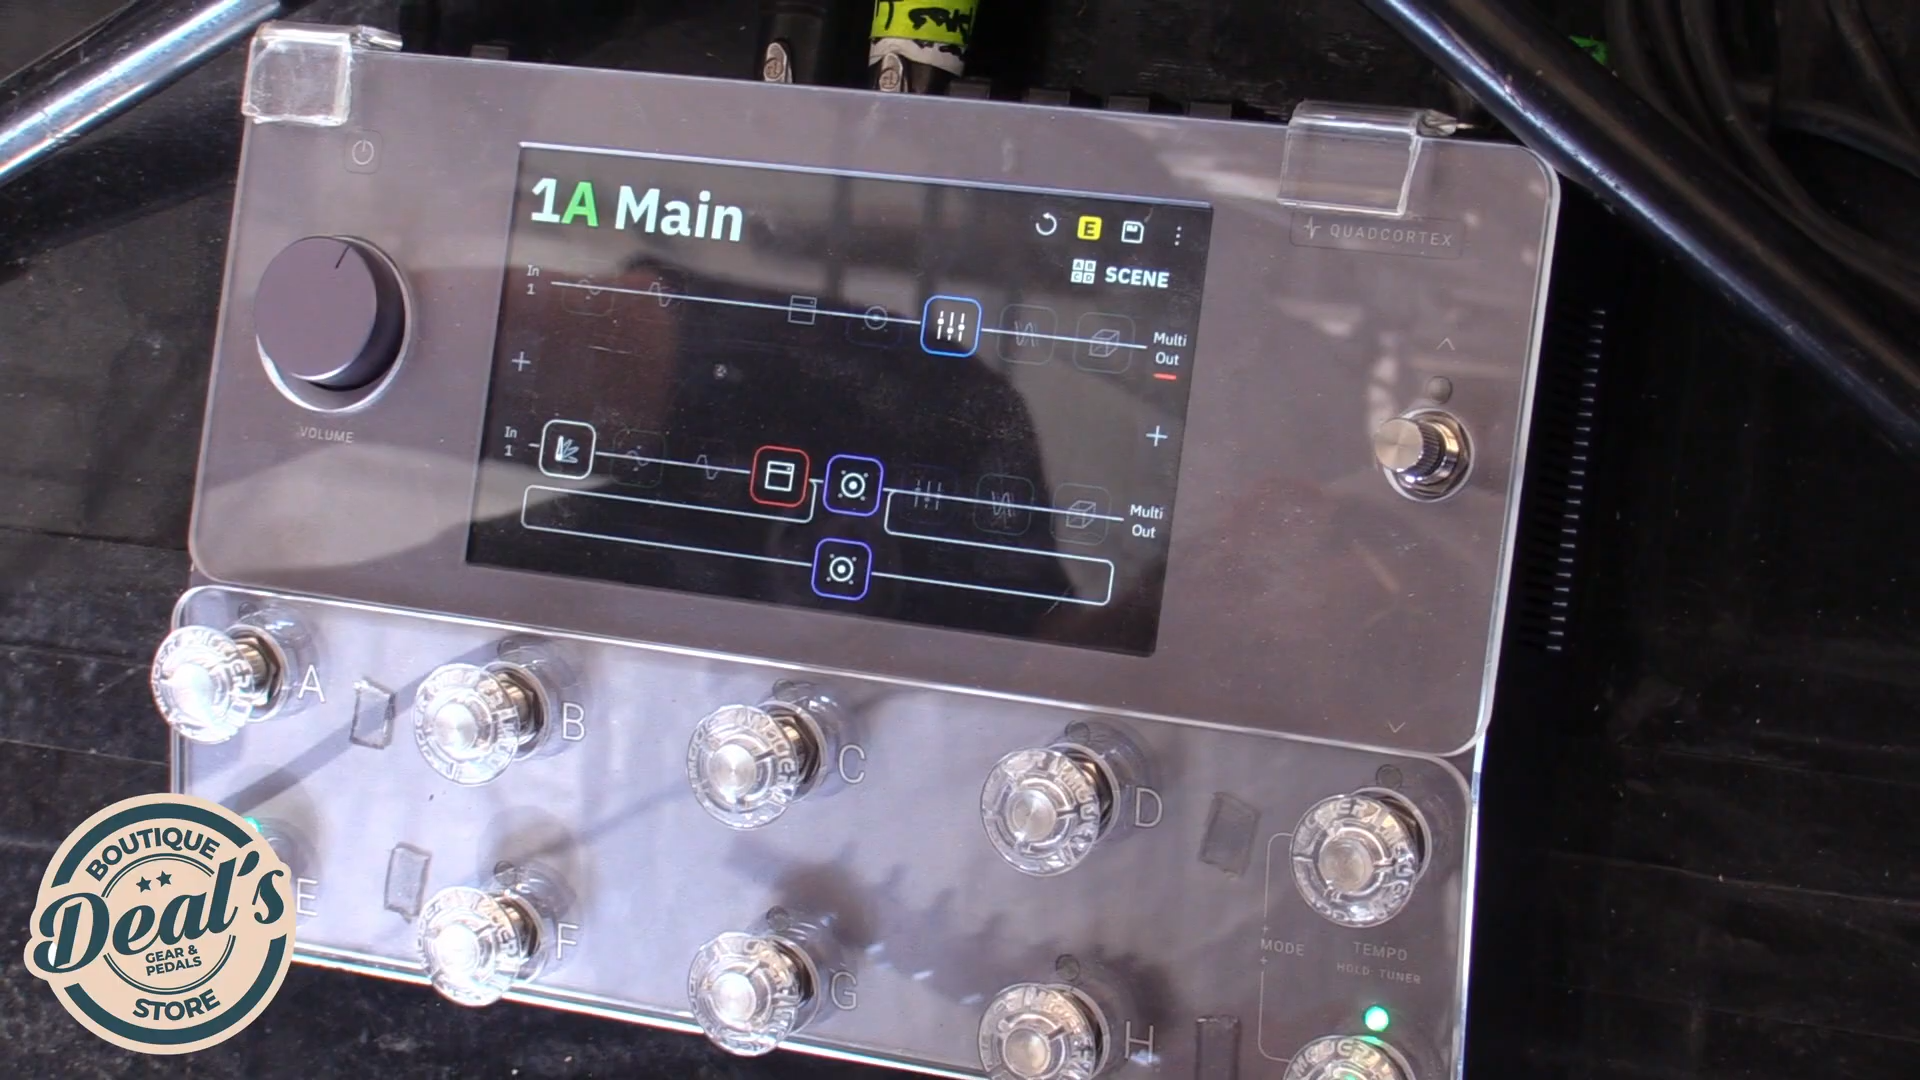 1A Main
E
A B
C D
SCENE
In
1
Multi
Out
In
1
Multi
Out
QUADCORTEX
VOLUME
A
B
C
D
E
F
G
H
MODE
TEMPO
HOLD: TUNER
BOUTIQUE
Deal's
GEAR &
PEDALS
STORE